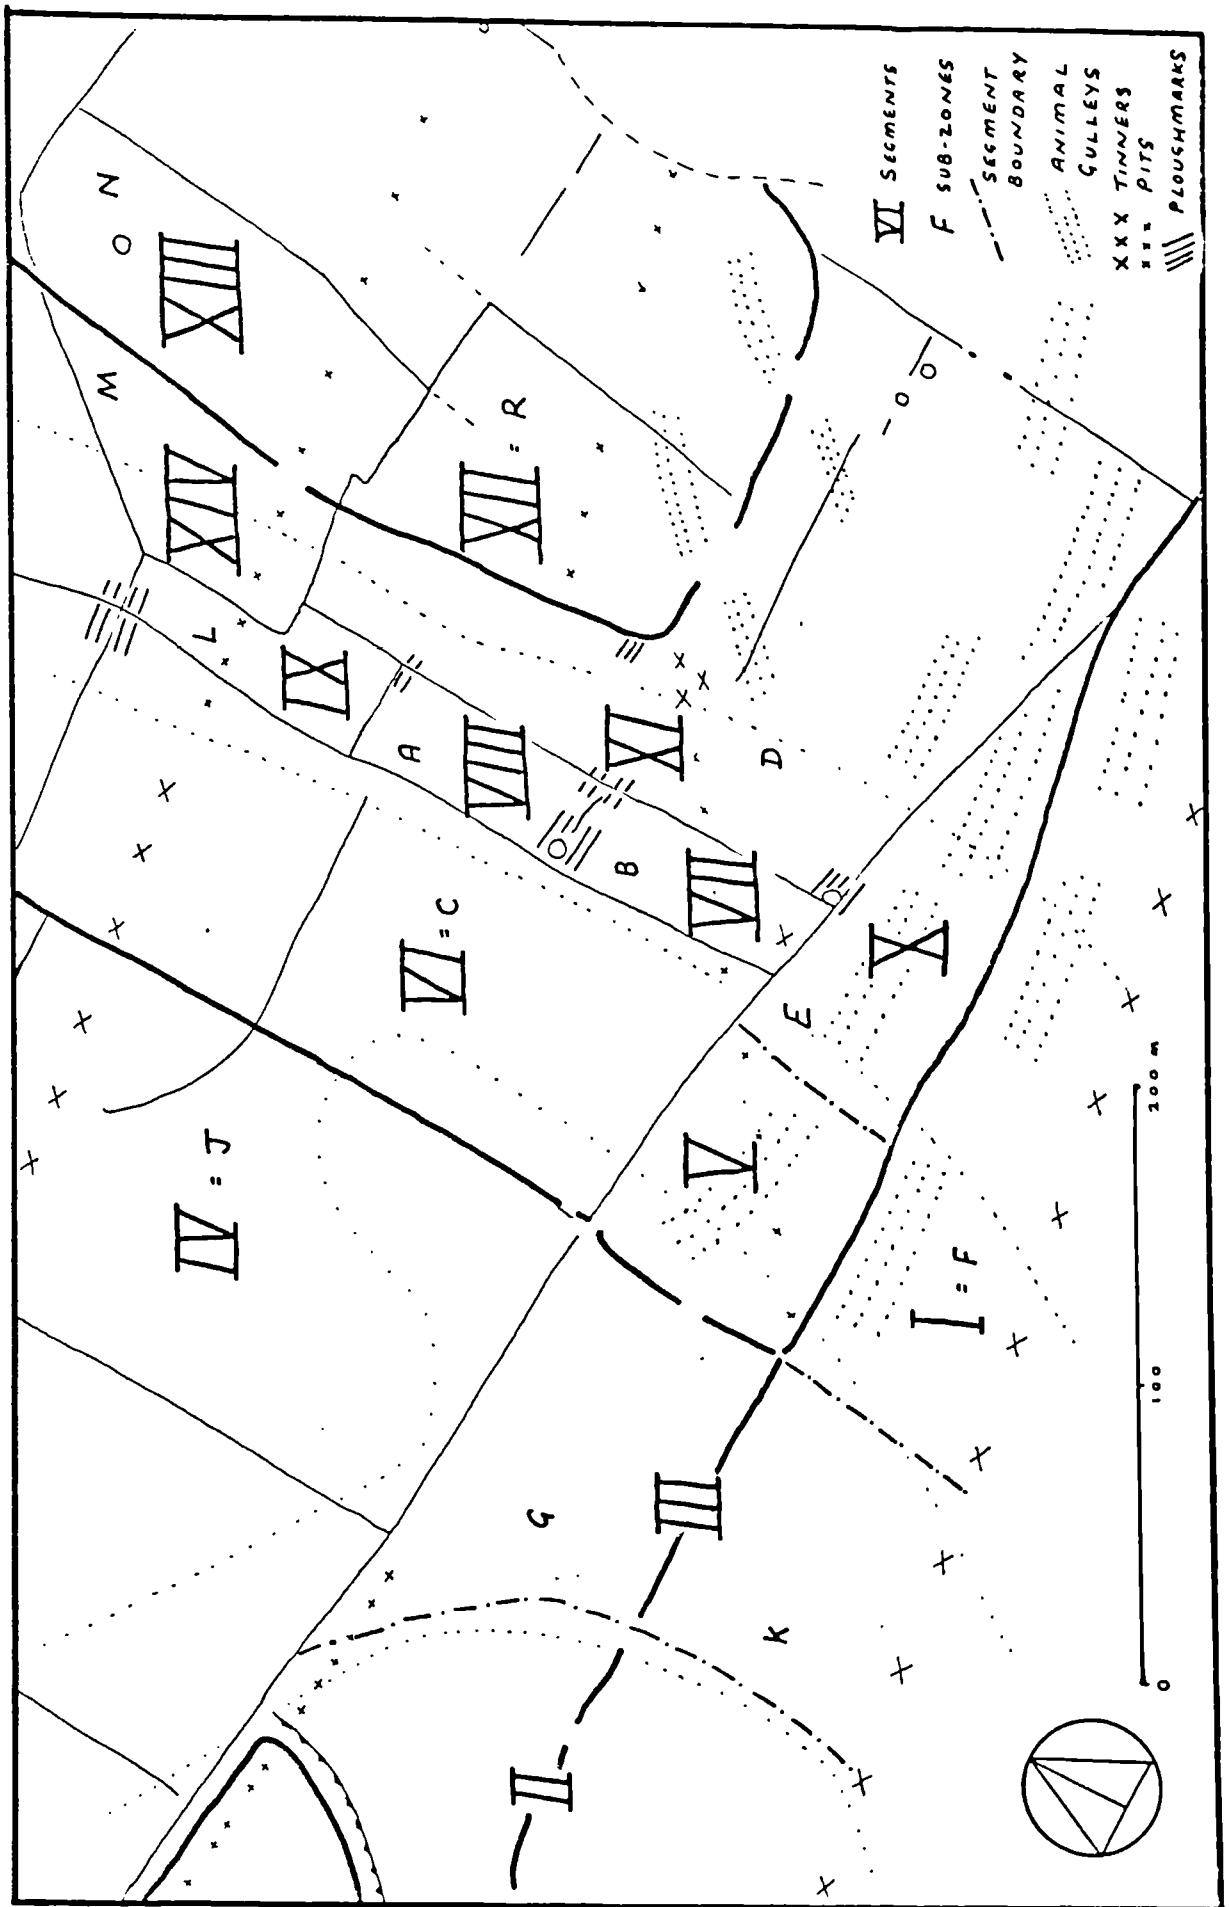 M
N
XIV
XIII
IV = J
L
IX
A
VI = C
VIII
XII = R
II
G
B
XI
III
VII
V
D
K
E
X
I = F
VI SEGMENTS
F SUB-ZONES
SEGMENT
BOUNDARY
ANIMAL
GULLEYS
XXX TINNERS
xxx PITS
PLOUGHMARKS
0 100 200 m